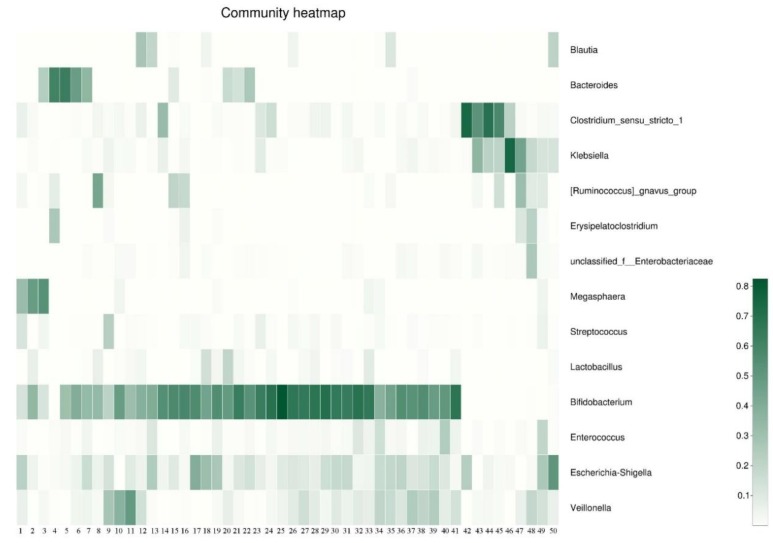 Community heatmap
Blautia
Bacteroides
Clostridium_sensu_stricto_1
Klebsiella
[Ruminococcus]_gnavus_group
Erysipelatoclostridium
unclassified_f__Enterobacteriaceae
Megasphaera
Streptococcus
Lactobacillus
Bifidobacterium
Enterococcus
Escherichia-Shigella
Veillonella
0.8
0.7
0.6
0.5
0.4
0.3
0.2
0.1
1 2 3 4 5 6 7 8 9 10 11 12 13 14 15 16 17 18 19 20 21 22 23 24 25 26 27 28 29 30 31 32 33 34 35 36 37 38 39 40 41 42 43 44 45 46 47 48 49 50